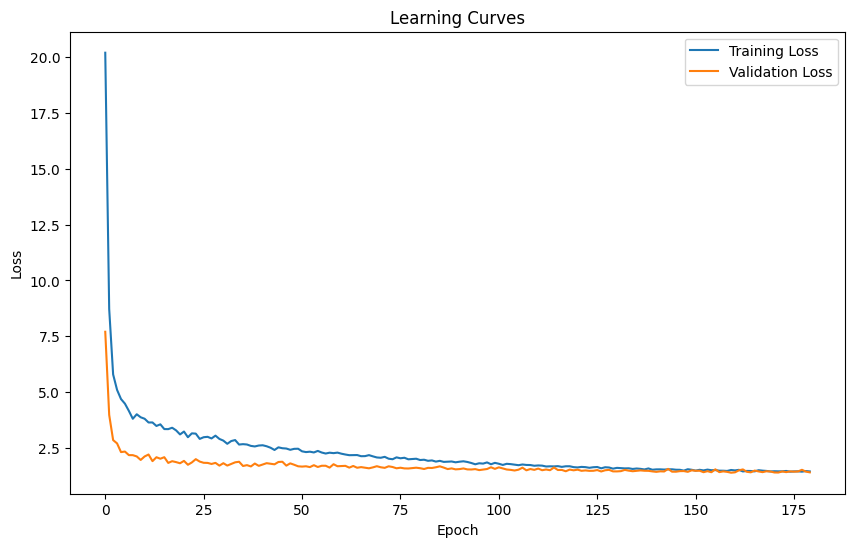 Learning Curves
Training Loss
Validation Loss
20.0
17.5
15.0
12.5
10.0
7.5
5.0
2.5
Loss
0 25 50 75 100 125 150 175
Epoch